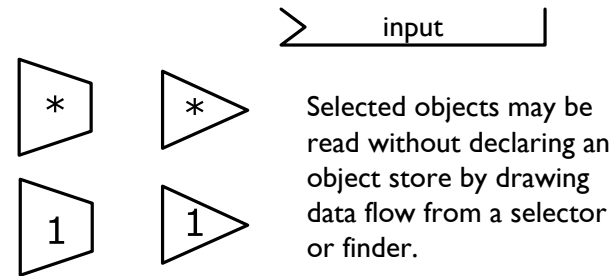 input
* *
Selected objects may be
read without declaring an
object store by drawing
data flow from a selector
or finder.
1 1